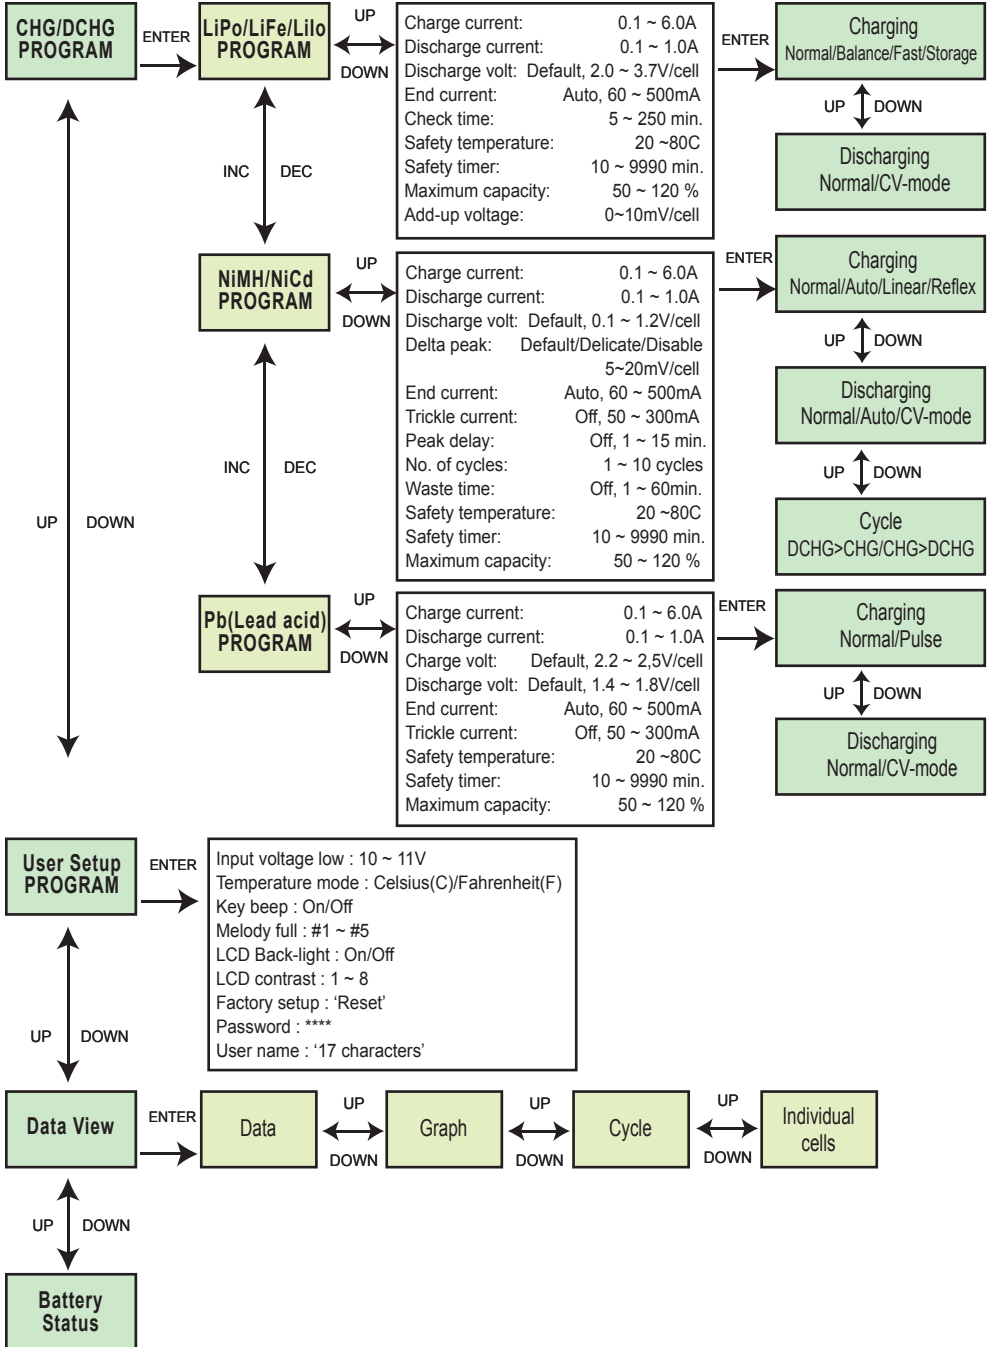 CHG/DCHG
PROGRAM
ENTER
LiPo/LiFe/LiIo
PROGRAM
UP
DOWN
Charge current: 0.1 ~ 6.0A
Discharge current: 0.1 ~ 1.0A
Discharge volt: Default, 2.0 ~ 3.7V/cell
End current: Auto, 60 ~ 500mA
Check time: 5 ~ 250 min.
Safety temperature: 20 ~80C
Safety timer: 10 ~ 9990 min.
Maximum capacity: 50 ~ 120 %
Add-up voltage: 0~10mV/cell
ENTER
Charging
Normal/Balance/Fast/Storage
UP DOWN
Discharging
Normal/CV-mode
INC DEC
NiMH/NiCd
PROGRAM
UP
DOWN
Charge current: 0.1 ~ 6.0A
Discharge current: 0.1 ~ 1.0A
Discharge volt: Default, 0.1 ~ 1.2V/cell
Delta peak: Default/Delicate/Disable
5~20mV/cell
End current: Auto, 60 ~ 500mA
Trickle current: Off, 50 ~ 300mA
Peak delay: Off, 1 ~ 15 min.
No. of cycles: 1 ~ 10 cycles
Waste time: Off, 1 ~ 60min.
Safety temperature: 20 ~80C
Safety timer: 10 ~ 9990 min.
Maximum capacity: 50 ~ 120 %
ENTER
Charging
Normal/Auto/Linear/Reflex
UP DOWN
Discharging
Normal/Auto/CV-mode
UP DOWN
Cycle
DCHG>CHG/CHG>DCHG
INC DEC
UP DOWN
Pb(Lead acid)
PROGRAM
UP
DOWN
Charge current: 0.1 ~ 6.0A
Discharge current: 0.1 ~ 1.0A
Charge volt: Default, 2.2 ~ 2,5V/cell
Discharge volt: Default, 1.4 ~ 1.8V/cell
End current: Auto, 60 ~ 500mA
Trickle current: Off, 50 ~ 300mA
Safety temperature: 20 ~80C
Safety timer: 10 ~ 9990 min.
Maximum capacity: 50 ~ 120 %
ENTER
Charging
Normal/Pulse
UP DOWN
Discharging
Normal/CV-mode
User Setup
PROGRAM
ENTER
Input voltage low : 10 ~ 11V
Temperature mode : Celsius(C)/Fahrenheit(F)
Key beep : On/Off
Melody full : #1 ~ #5
LCD Back-light : On/Off
LCD contrast : 1 ~ 8
Factory setup : ‘Reset’
Password : ****
User name : ‘17 characters’
UP DOWN
Data View
ENTER
Data
UP
DOWN
Graph
UP
DOWN
Cycle
UP
DOWN
Individual
cells
UP DOWN
Battery
Status